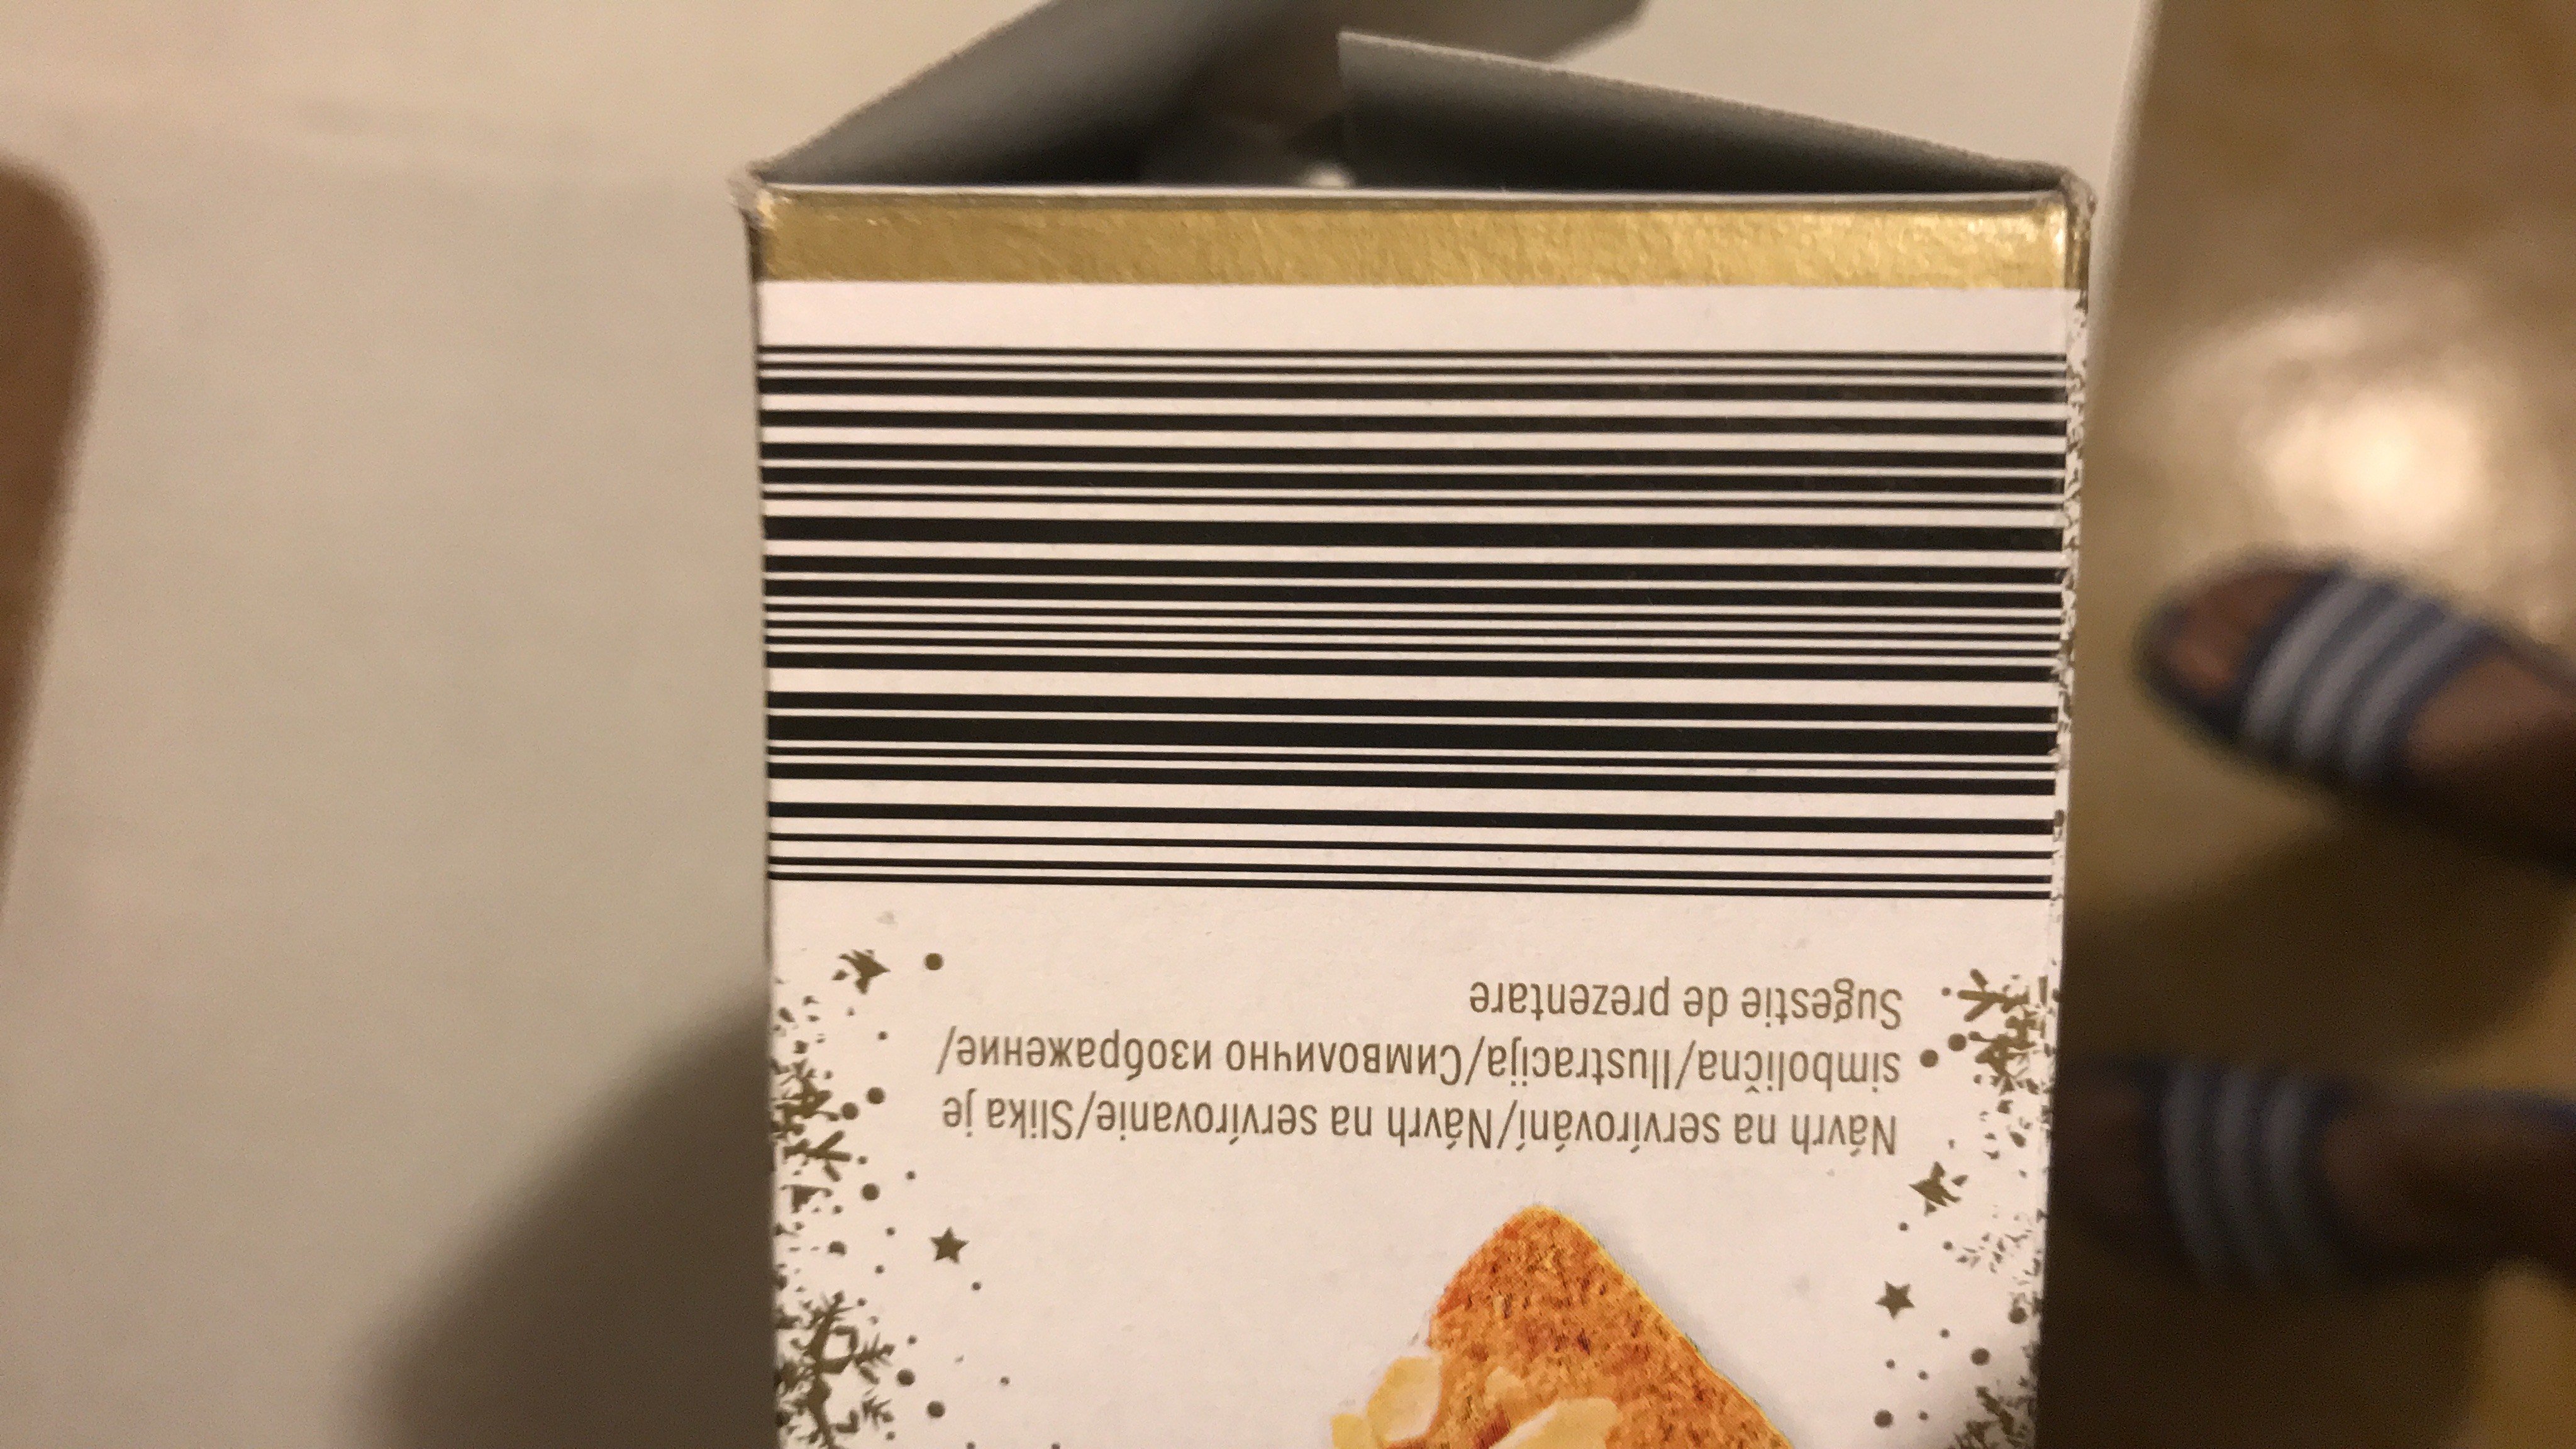 Návrh na servírování/Návrh na servírovanie/Slika je
simbolična/Ilustracija/Символично изображение/
Sugestie de prezentare